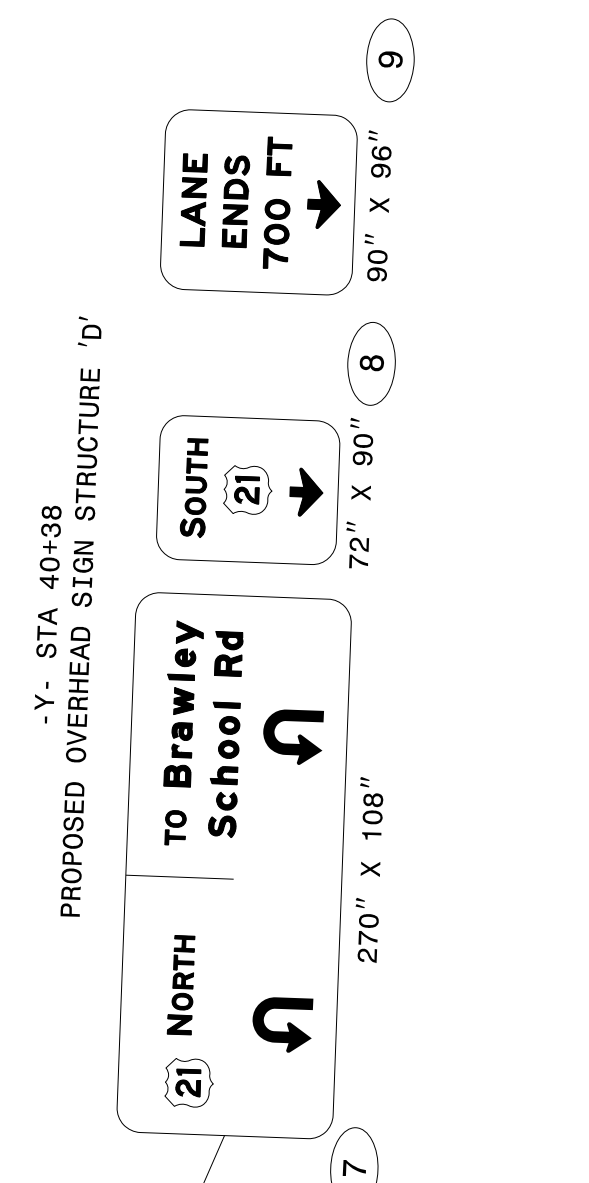 -Y- STA 40+38
PROPOSED OVERHEAD SIGN STRUCTURE 'D'
21 NORTH
TO Brawley
School Rd
270" X 108"
7
SOUTH
21
72" X 90"
8
LANE
ENDS
700 FT
90" X 96"
9